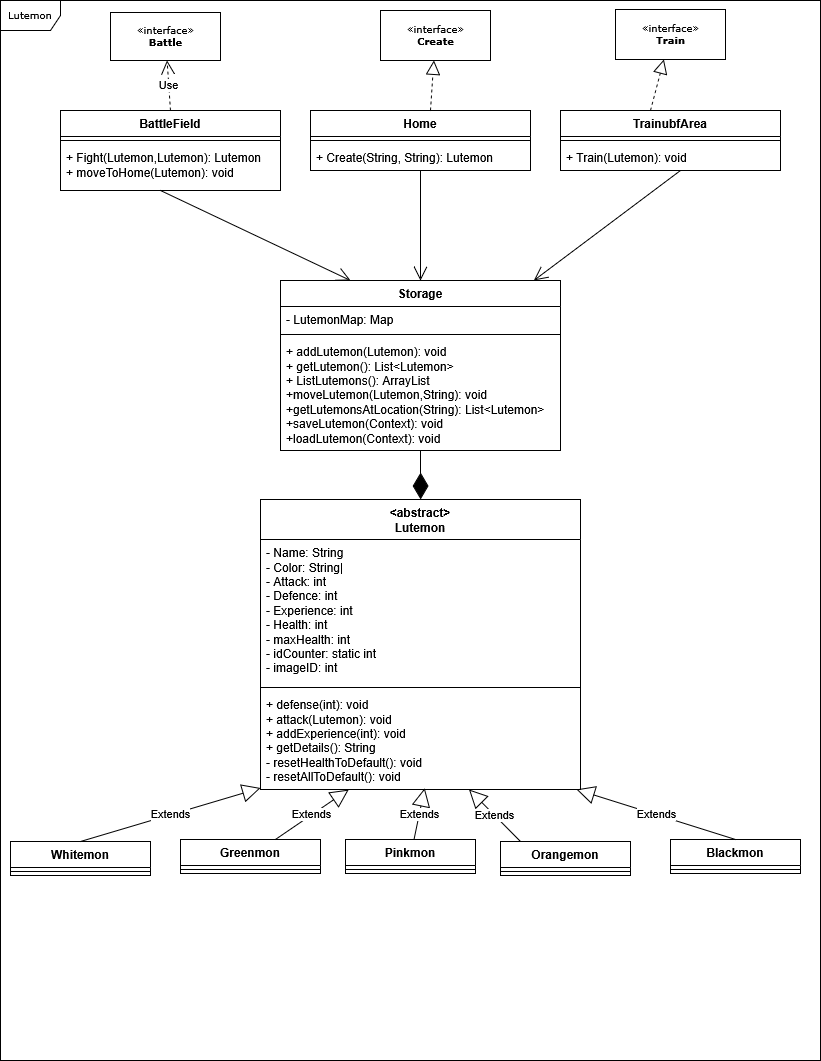 Lutemon
«interface»
Battle
«interface»
Create
«interface»
Train
Use
BattleField
+ Fight(Lutemon,Lutemon): Lutemon
+ moveToHome(Lutemon): void
Home
+ Create(String, String): Lutemon
TrainubfArea
+ Train(Lutemon): void
Storage
- LutemonMap: Map
+ addLutemon(Lutemon): void
+ getLutemon(): List<Lutemon>
+ ListLutemons(): ArrayList
+moveLutemon(Lutemon,String): void
+getLutemonsAtLocation(String): List<Lutemon>
+saveLutemon(Context): void
+loadLutemon(Context): void
<abstract>
Lutemon
- Name: String
- Color: String|
- Attack: int
- Defence: int
- Experience: int
- Health: int
- maxHealth: int
- idCounter: static int
- imageID: int
+ defense(int): void
+ attack(Lutemon): void
+ addExperience(int): void
+ getDetails(): String
- resetHealthToDefault(): void
- resetAllToDefault(): void
Extends
Extends
Extends
Extends
Extends
Whitemon
Greenmon
Pinkmon
Orangemon
Blackmon